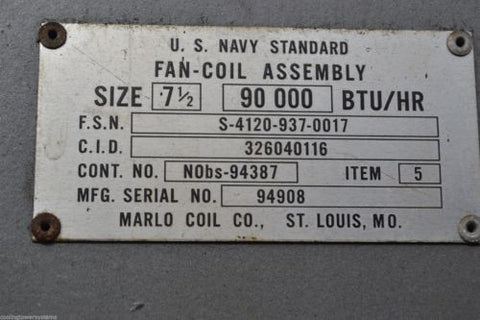 U. S. NAVY STANDARD
FAN-COIL ASSEMBLY
SIZE 7½ 90 000 BTU/HR
F.S.N. S-4120-937-0017
C.I.D. 326040116
CONT. NO. NObs-94387 ITEM 5
MFG. SERIAL NO. 94908
MARLO COIL CO., ST. LOUIS, MO.
coolingtowersystems